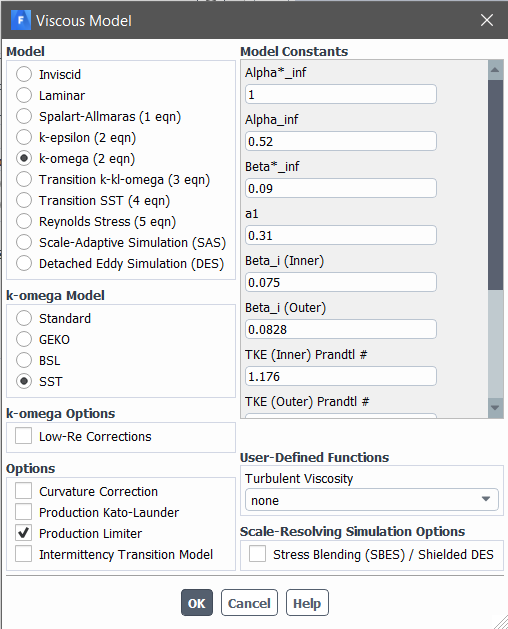 Viscous Model
Model
Inviscid
Laminar
Spalart-Allmaras (1 eqn)
k-epsilon (2 eqn)
k-omega (2 eqn)
Transition k-kl-omega (3 eqn)
Transition SST (4 eqn)
Reynolds Stress (5 eqn)
Scale-Adaptive Simulation (SAS)
Detached Eddy Simulation (DES)
k-omega Model
Standard
GEKO
BSL
SST
k-omega Options
Low-Re Corrections
Options
Curvature Correction
Production Kato-Launder
Production Limiter
Intermittency Transition Model
Model Constants
Alpha*_inf
1
Alpha_inf
0.52
Beta*_inf
0.09
a1
0.31
Beta_i (Inner)
0.075
Beta_i (Outer)
0.0828
TKE (Inner) Prandtl #
1.176
TKE (Outer) Prandtl #
User-Defined Functions
Turbulent Viscosity
none
Scale-Resolving Simulation Options
Stress Blending (SBES) / Shielded DES
OK
Cancel
Help